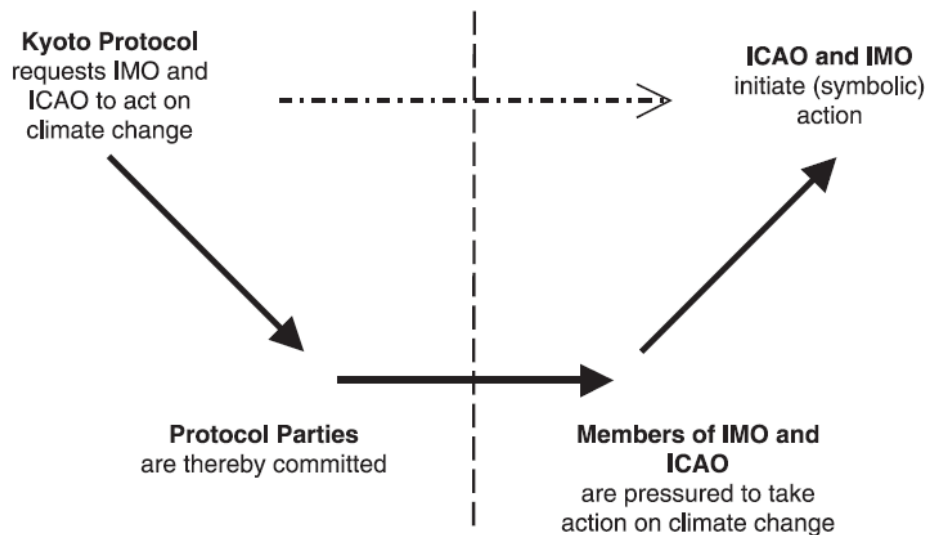 Kyoto Protocol
requests IMO and
ICAO to act on
climate change
ICAO and IMO
initiate (symbolic)
action
Protocol Parties
are thereby committed
Members of IMO and
ICAO
are pressured to take
action on climate change